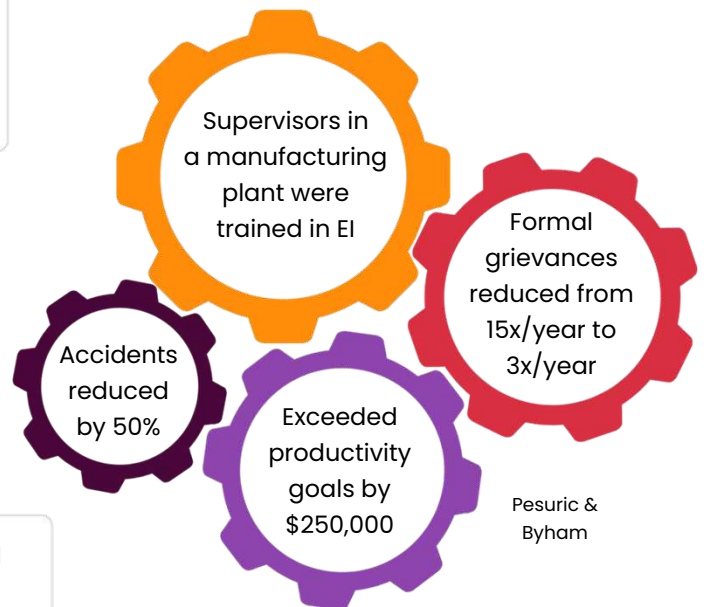 Supervisors in
a manufacturing
plant were
trained in EI
Formal
grievances
reduced from
15x/year to
3x/year
Accidents
reduced
by 50%
Exceeded
productivity
goals by
$250,000
Pesuric &
Byham